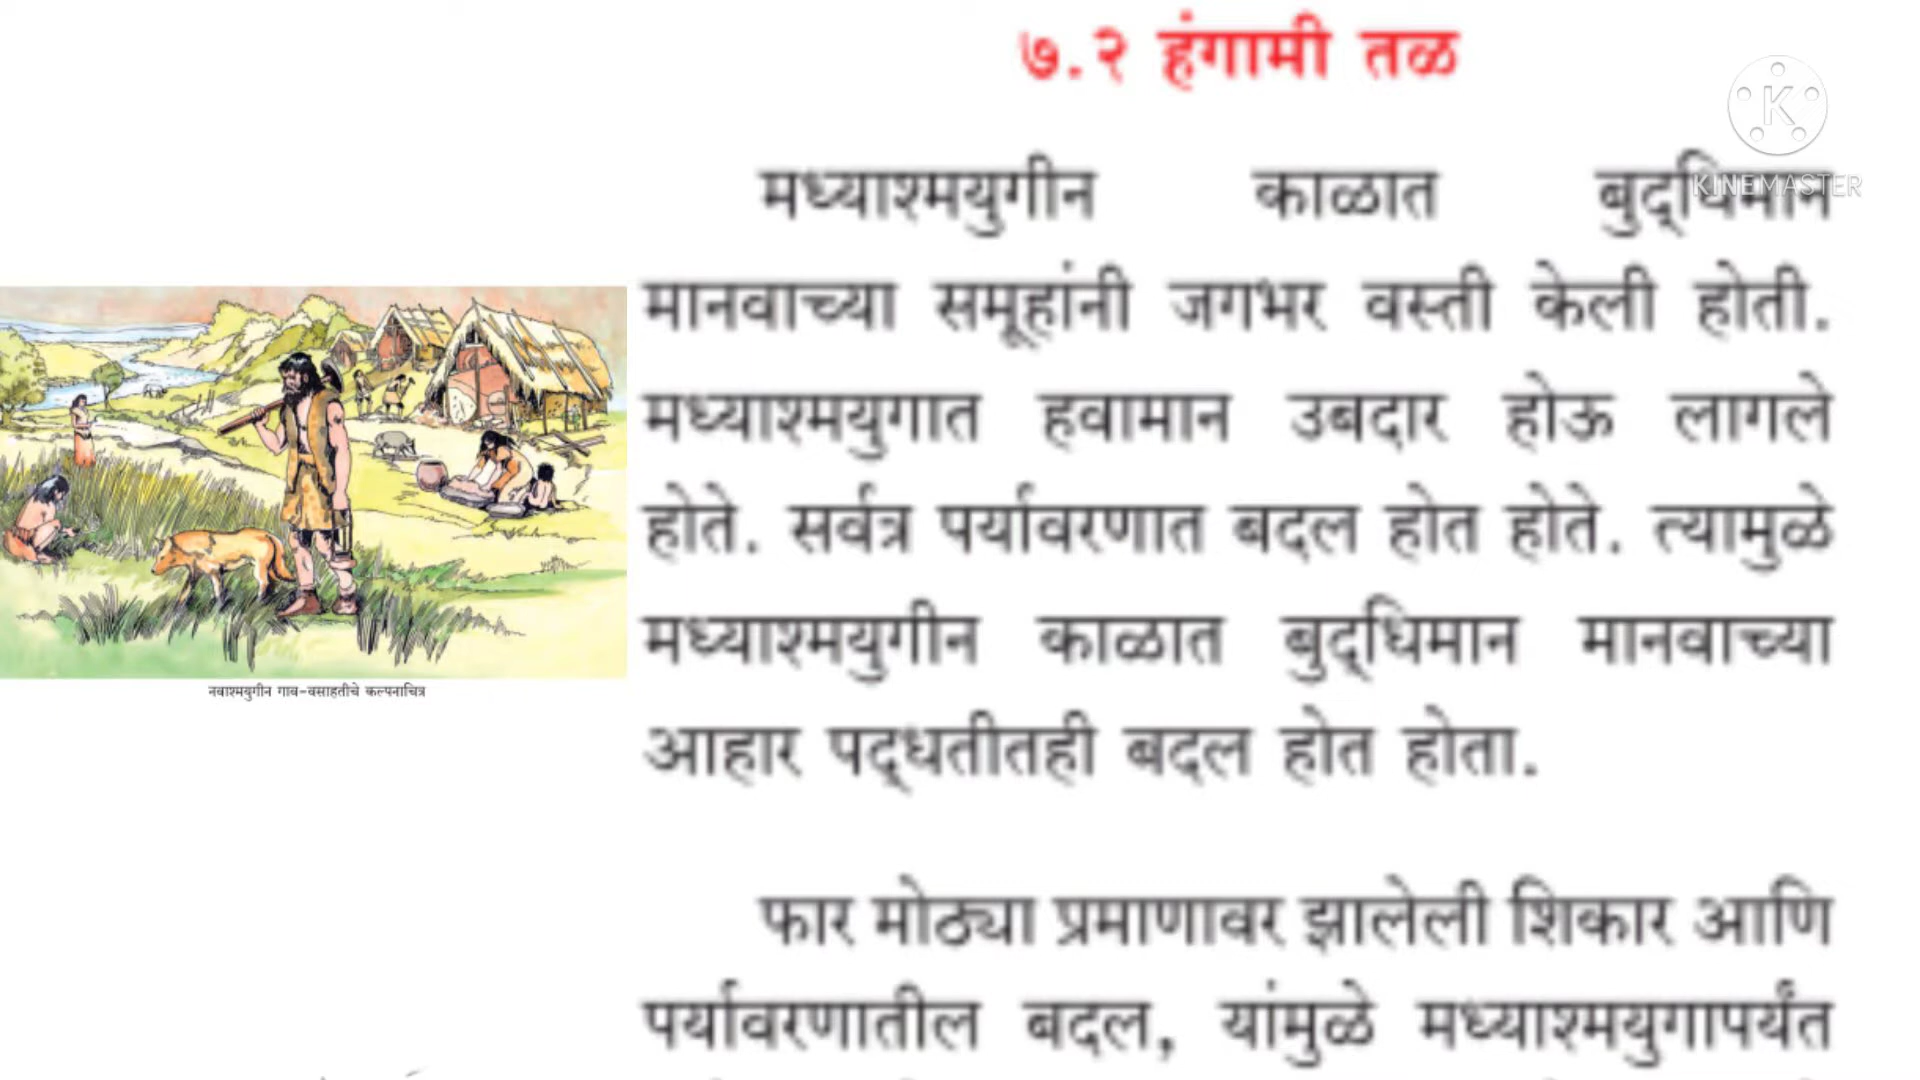 ७.२ हंगामी तळ
K
KINEMASTER
मध्याश्मयुगीन काळात बुद्‌धिमान
मानवाच्या समूहांनी जगभर वस्ती केली होती.
मध्याश्मयुगात हवामान उबदार होऊ लागले
होते. सर्वत्र पर्यावरणात बदल होत होते. त्यामुळे
मध्याश्मयुगीन काळात बुद्‌धिमान मानवाच्या
आहार पद्‌धतीतही बदल होत होता.
नवाश्मयुगीन गाव-वसाहतीचे कल्पनाचित्र
फार मोठ्या प्रमाणावर झालेली शिकार आणि
पर्यावरणातील बदल, यांमुळे मध्याश्मयुगापर्यंत